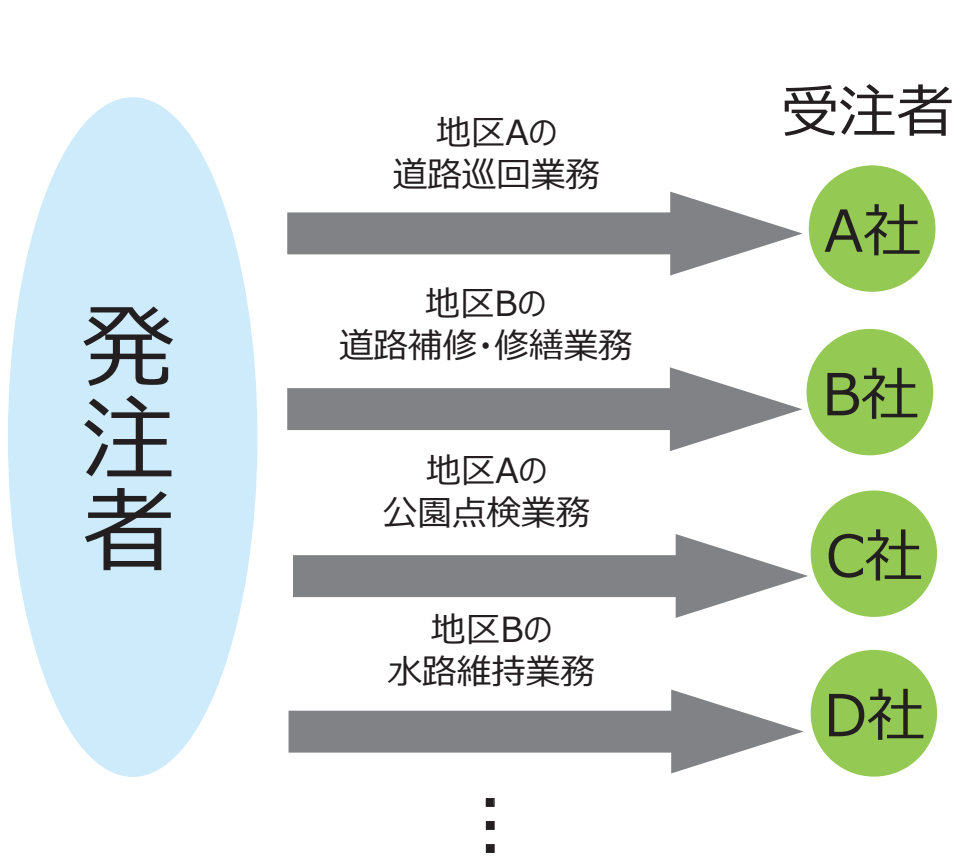 受注者
発注者
地区Aの
道路巡回業務
A社
地区Bの
道路補修・修繕業務
B社
地区Aの
公園点検業務
C社
地区Bの
水路維持業務
D社